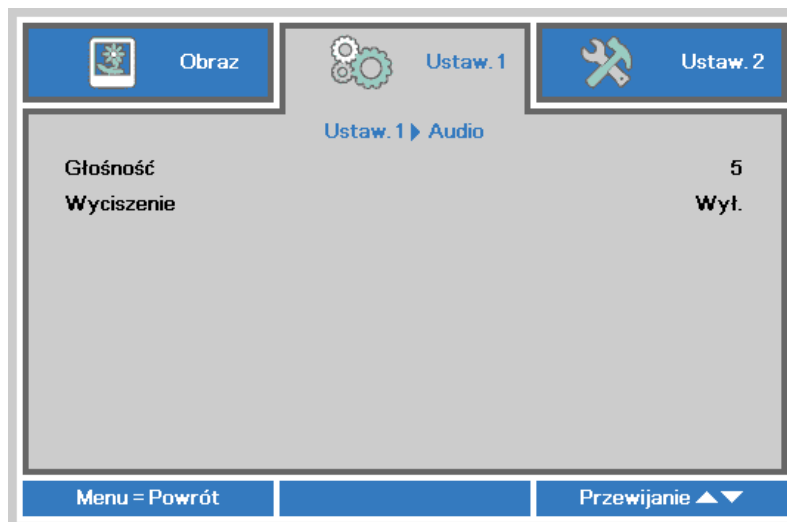 Obraz
Ustaw. 1
Ustaw. 2
Ustaw. 1 Audio
Głośność 5
Wyciszenie Wył.
Menu = Powrót
Przewijanie